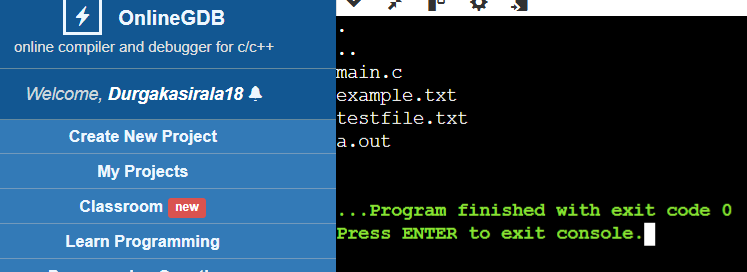 OnlineGDB
online compiler and debugger for c/c++
Welcome, Durgakasirala18
Create New Project
My Projects
Classroom new
Learn Programming
.
..
main.c
example.txt
testfile.txt
a.out
...Program finished with exit code 0
Press ENTER to exit console.